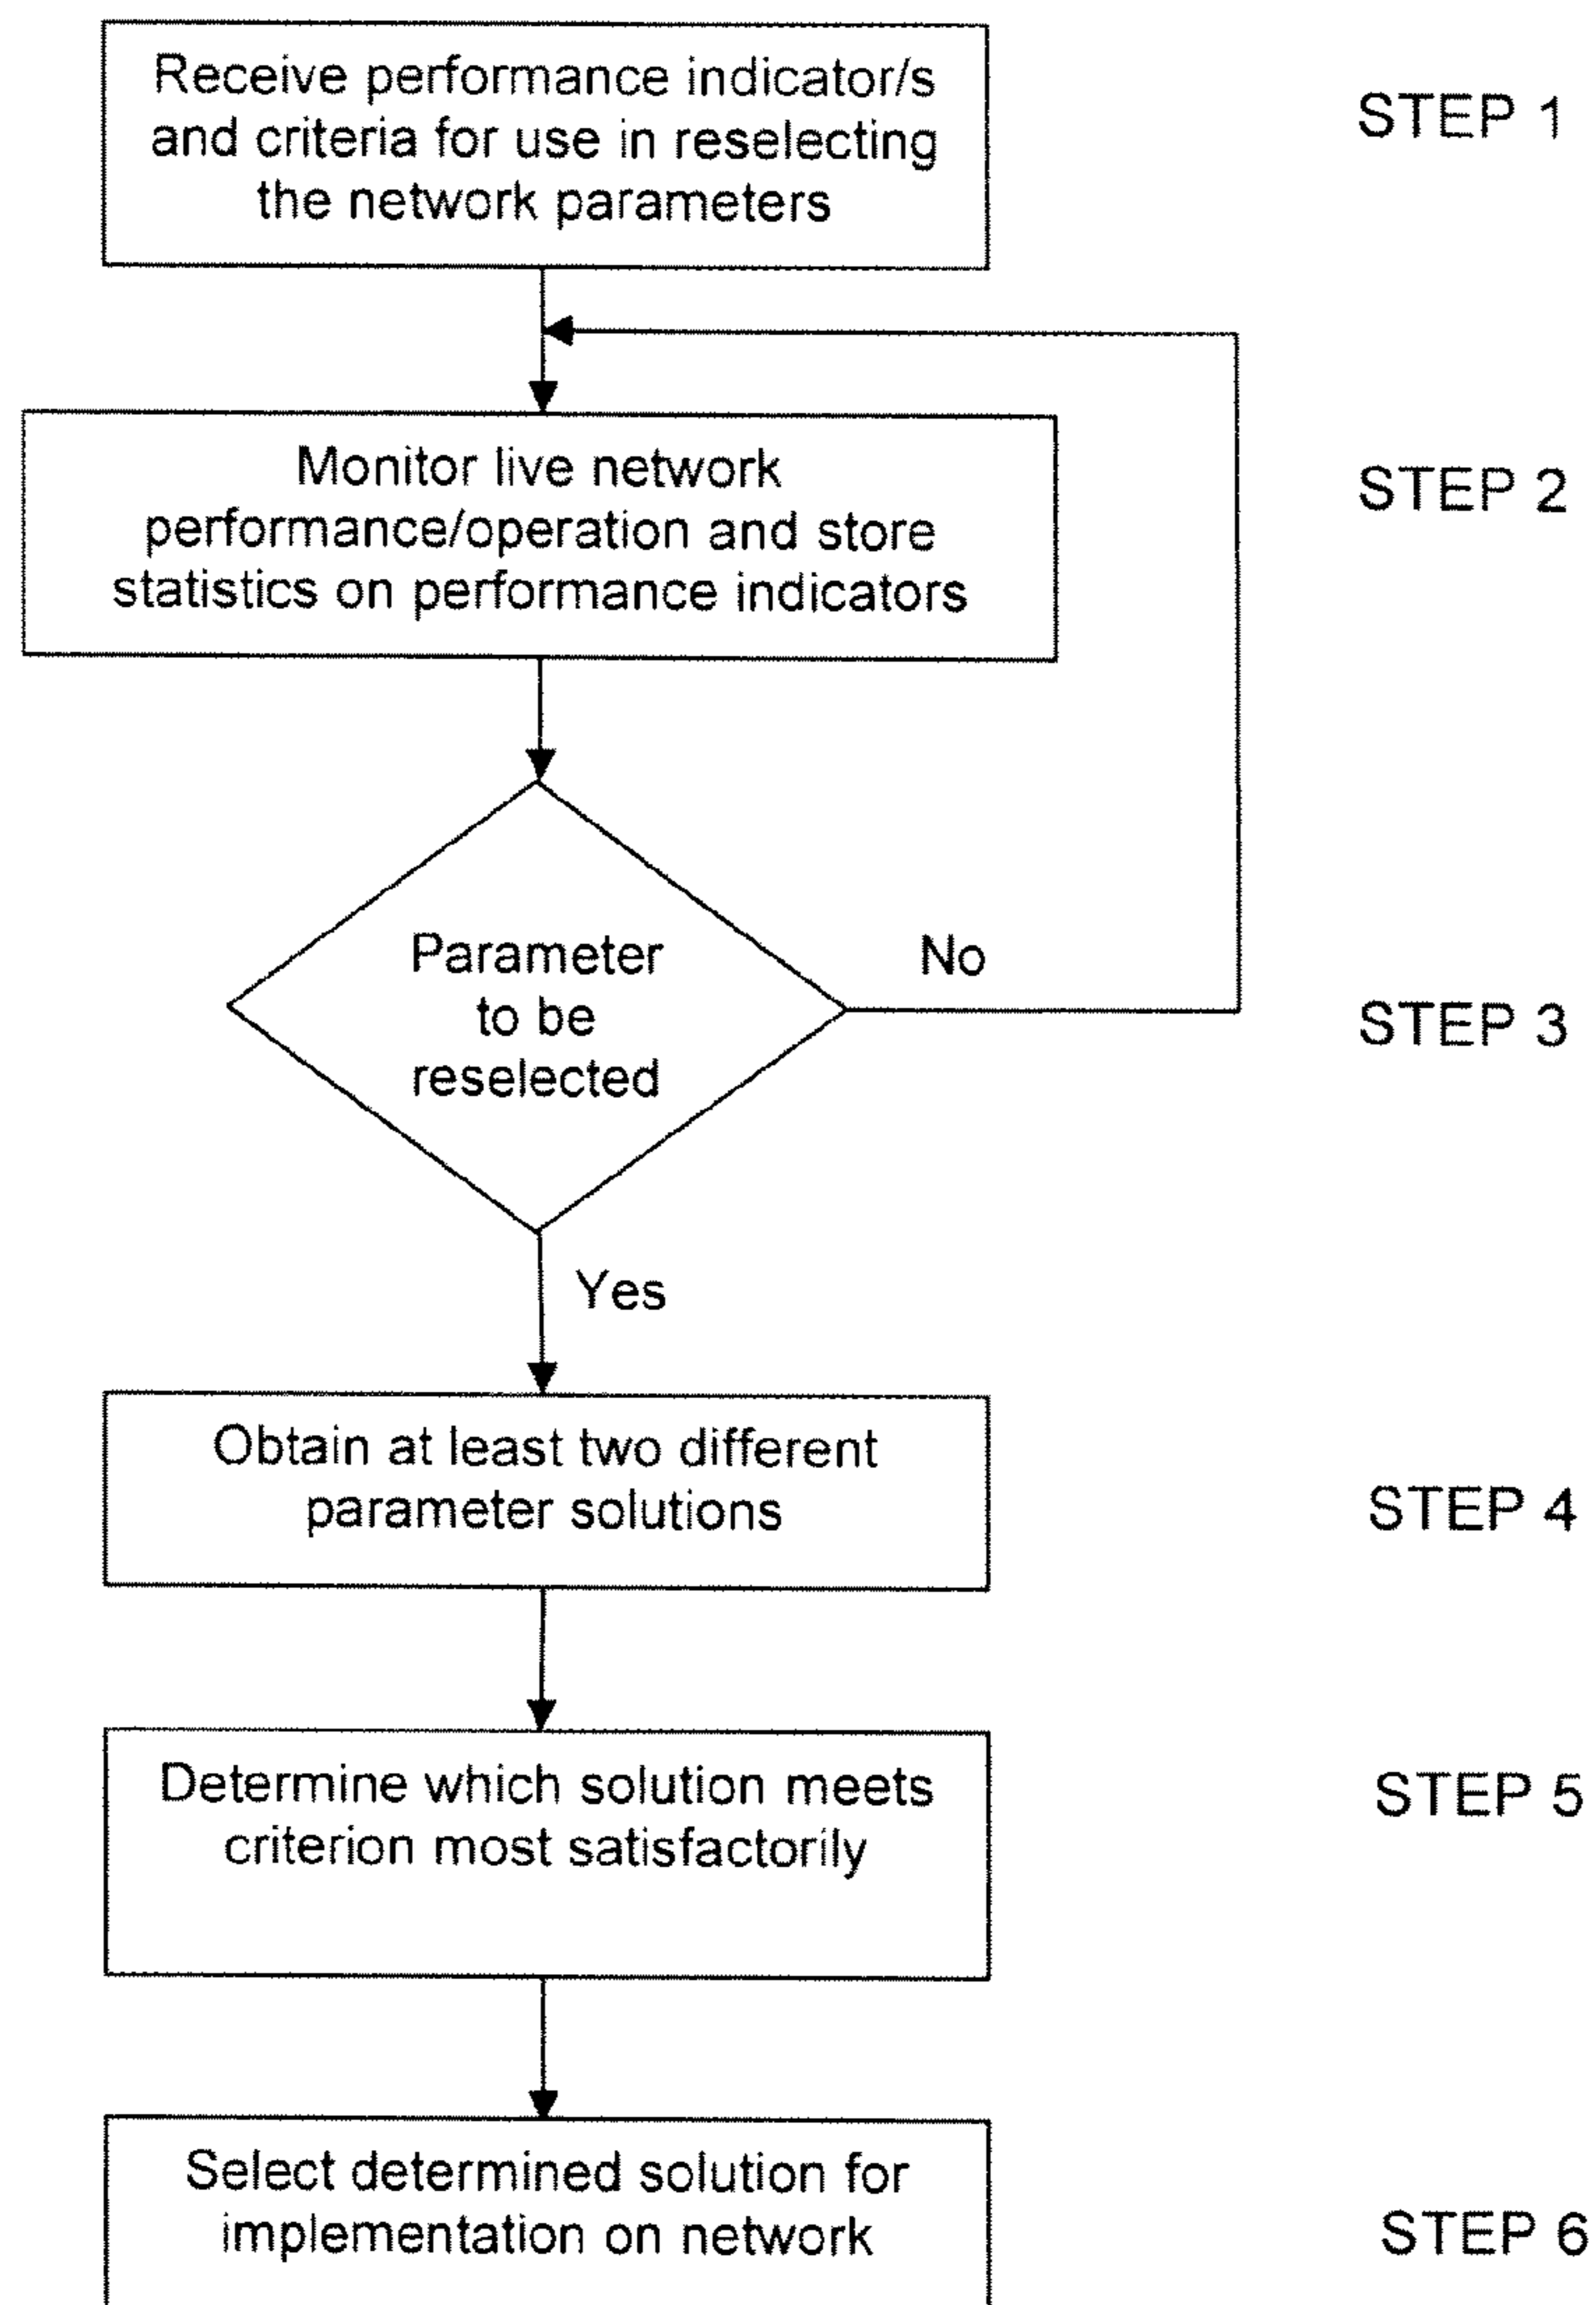 Receive performance indicator/s
and criteria for use in reselecting
the network parameters
STEP 1
Monitor live network
performance/operation and store
statistics on performance indicators
STEP 2
Parameter
to be
reselected
No
STEP 3
Yes
Obtain at least two different
parameter solutions
STEP 4
Determine which solution meets
criterion most satisfactorily
STEP 5
Select determined solution for
implementation on network
STEP 6